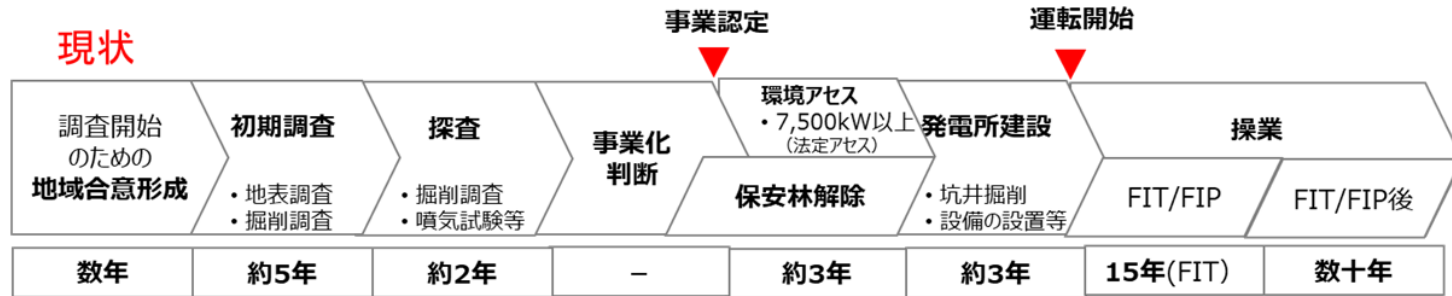 現状
事業認定
運転開始
調査開始
のための
地域合意形成
初期調査
・地表調査
・掘削調査
探査
・掘削調査
・噴気試験等
事業化
判断
環境アセス
・7,500kW以上
(法定アセス)
保安林解除
発電所建設
・坑井掘削
・設備の設置等
操業
FIT/FIP
FIT/FIP後
数年
約5年
約2年
–
約3年
約3年
15年(FIT)
数十年